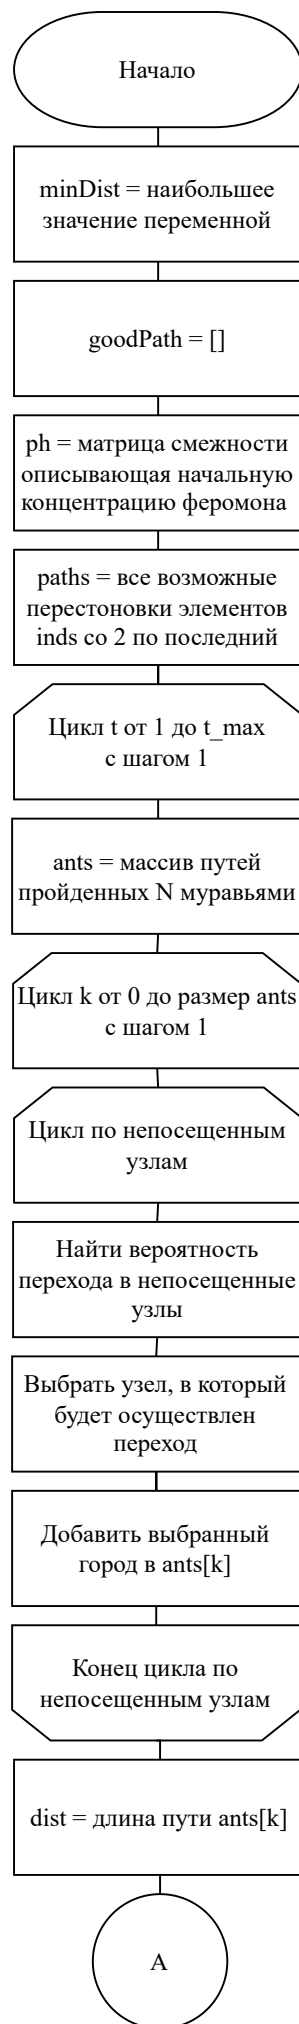 Начало
minDist = наибольшее
значение переменной
goodPath = []
ph = матрица смежности
описывающая начальную
концентрацию феромона
paths = все возможные
перестоновки элементов
inds со 2 по последний
Цикл t от 1 до t_max
с шагом 1
ants = массив путей
пройденных N муравьями
Цикл k от 0 до размер ants
с шагом 1
Цикл по непосещенным
узлам
Найти вероятность
перехода в непосещенные
узлы
Выбрать узел, в который
будет осуществлен
переход
Добавить выбранный
город в ants[k]
Конец цикла по
непосещенным узлам
dist = длина пути ants[k]
А